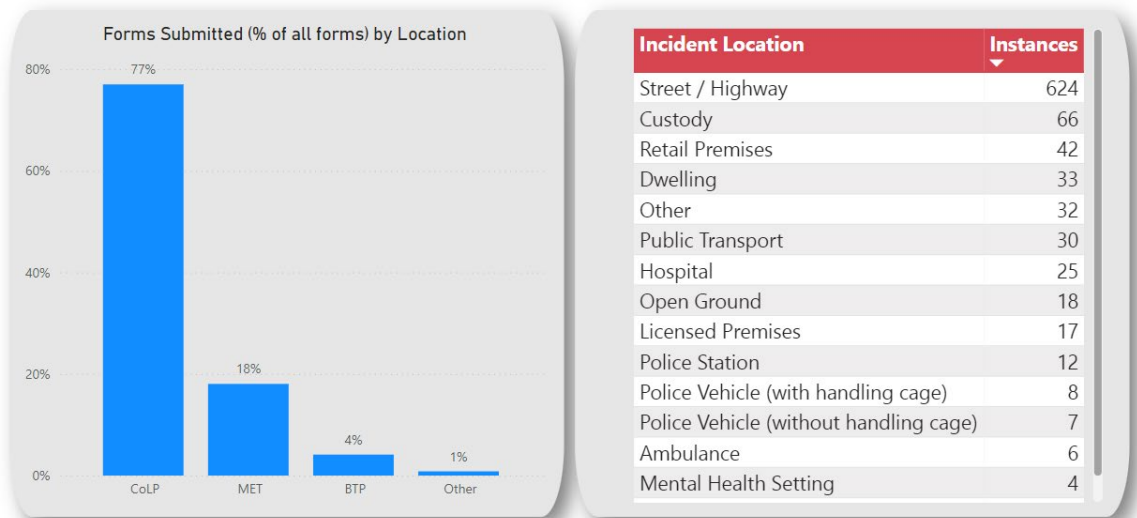 Forms Submitted (% of all forms) by Location
80%
60%
40%
20%
0%
77%
18%
4%
1%
CoLP MET BTP Other
Incident Location Instances
Street / Highway 624
Custody 66
Retail Premises 42
Dwelling 33
Other 32
Public Transport 30
Hospital 25
Open Ground 18
Licensed Premises 17
Police Station 12
Police Vehicle (with handling cage) 8
Police Vehicle (without handling cage) 7
Ambulance 6
Mental Health Setting 4